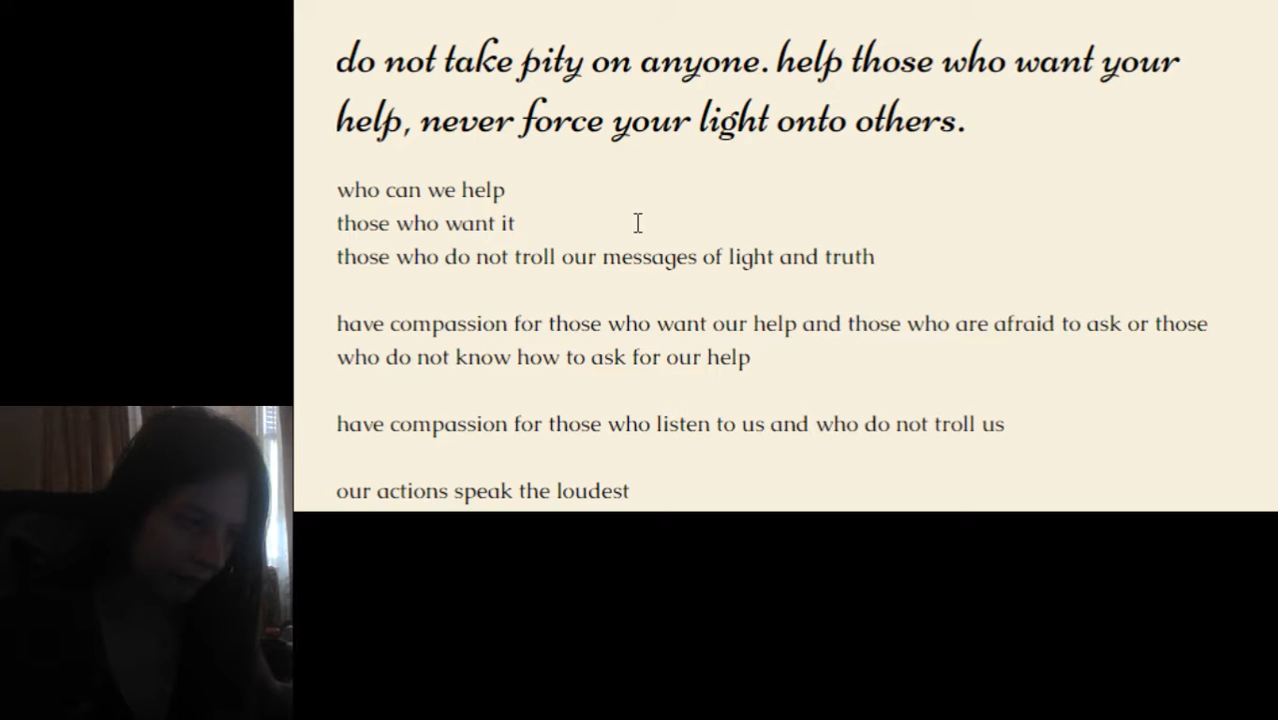 do not take pity on anyone. help those who want your
help, never force your light onto others.
who can we help
those who want it
those who do not troll our messages of light and truth
have compassion for those who want our help and those who are afraid to ask or those
who do not know how to ask for our help
have compassion for those who listen to us and who do not troll us
our actions speak the loudest